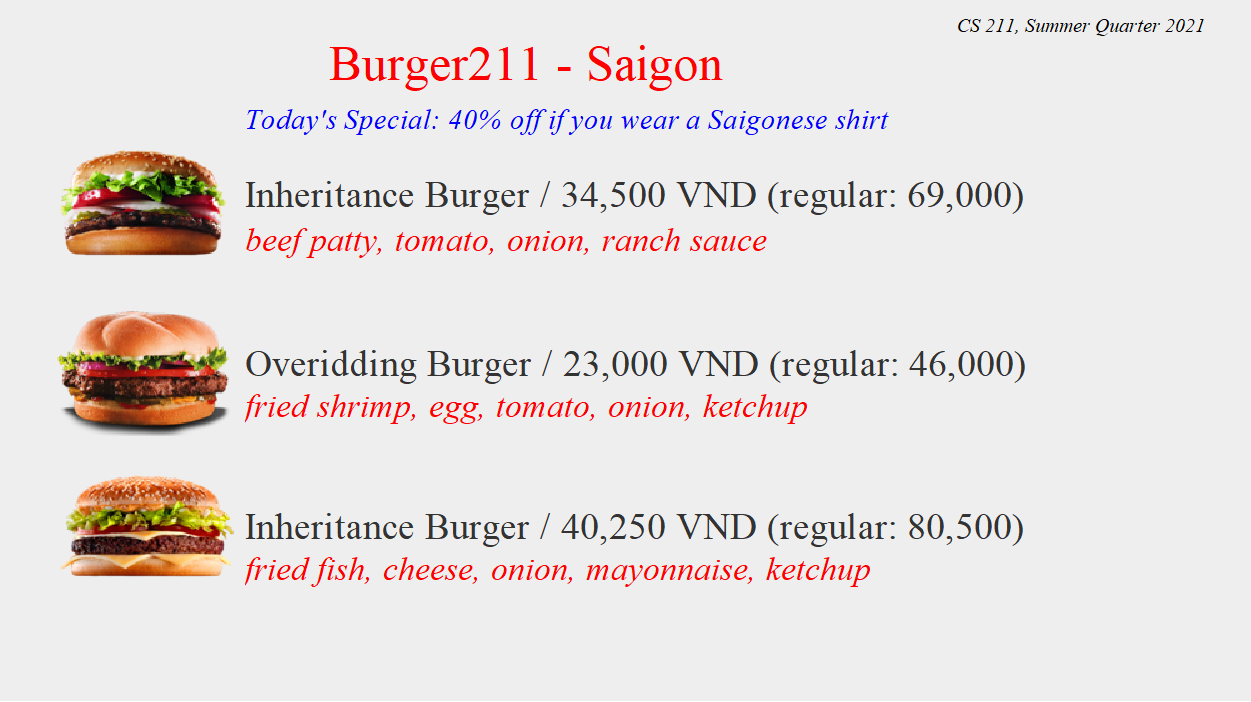 CS 211, Summer Quarter 2021
Burger211 - Saigon
Today's Special: 40% off if you wear a Saigonese shirt
Inheritance Burger / 34,500 VND (regular: 69,000)
beef patty, tomato, onion, ranch sauce
Overidding Burger / 23,000 VND (regular: 46,000)
fried shrimp, egg, tomato, onion, ketchup
Inheritance Burger / 40,250 VND (regular: 80,500)
fried fish, cheese, onion, mayonnaise, ketchup